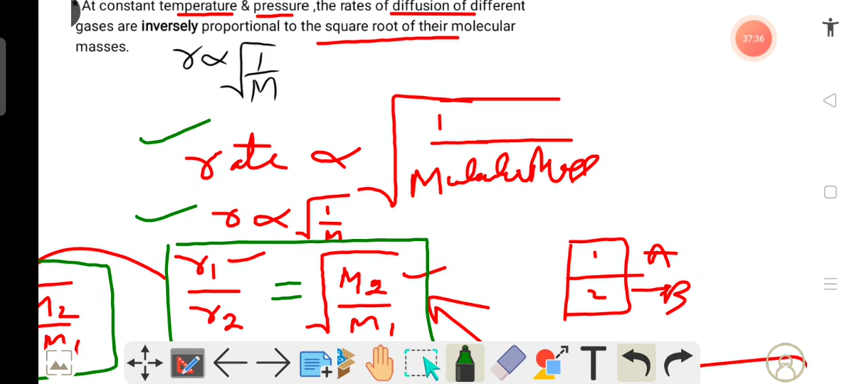 At constant temperature & pressure ,the rates of diffusion of different
gases are inversely proportional to the square root of their molecular
masses.
37:36
r ∝ √(1/M)
rate ∝ √(1/Molecular Mass)
r ∝ √(1/M)
r₁/r₂ = √(M₂/M₁)
M₂/M₁
1 A
2 → B
T